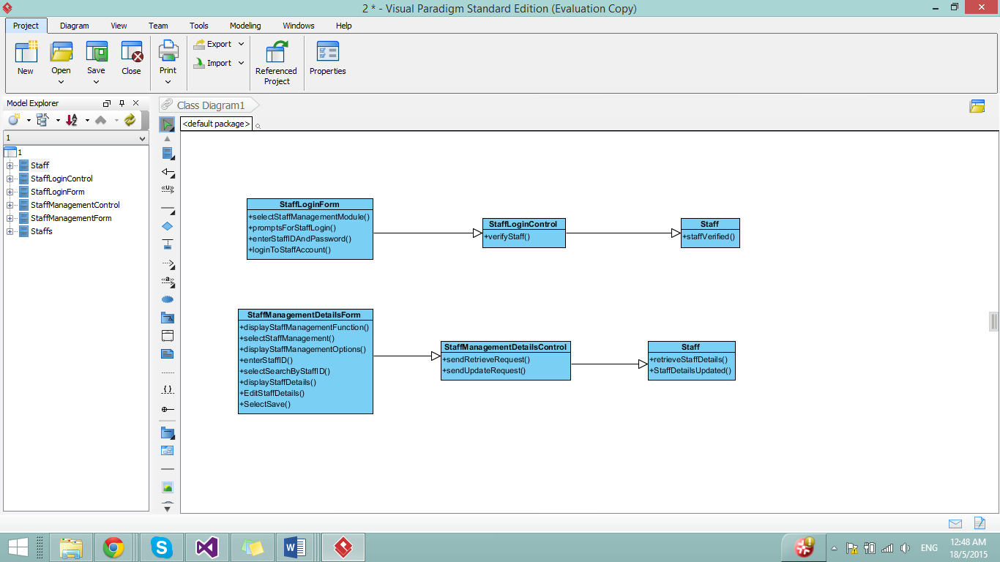 2 * - Visual Paradigm Standard Edition (Evaluation Copy)
Project Diagram View Team Tools Modeling Windows Help
New Open Save Close Print Export Import Referenced Project Properties
Model Explorer
Class Diagram1
<default package>
1
1
Staff
StaffLoginControl
StaffLoginForm
StaffManagementControl
StaffManagementForm
Staffs
StaffLoginForm
+selectStaffManagementModule()
+promptsForStaffLogin()
+enterStaffIDAndPassword()
+loginToStaffAccount()
StaffLoginControl
+verifyStaff()
Staff
+staffVerified()
StaffManagementDetailsForm
+displayStaffManagementFunction()
+selectStaffManagement()
+displayStaffManagementOptions()
+enterStaffID()
+selectSearchByStaffID()
+displayStaffDetails()
+EditStaffDetails()
+SelectSave()
StaffManagementDetailsControl
+sendRetrieveRequest()
+sendUpdateRequest()
Staff
+retrieveStaffDetails()
+StaffDetailsUpdated()
ENG
12:48 AM
18/5/2015